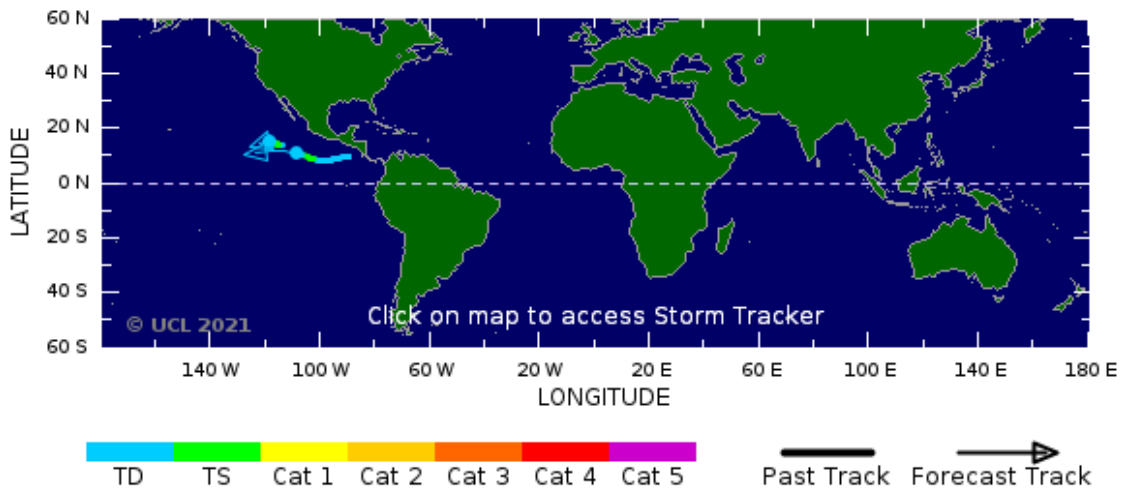 60 N
40 N
20 N
0 N
20 S
40 S
60 S
LATITUDE
© UCL 2021
Click on map to access Storm Tracker
140 W 100 W 60 W 20 W 20 E 60 E 100 E 140 E 180 E
LONGITUDE
TD TS Cat 1 Cat 2 Cat 3 Cat 4 Cat 5 Past Track Forecast Track